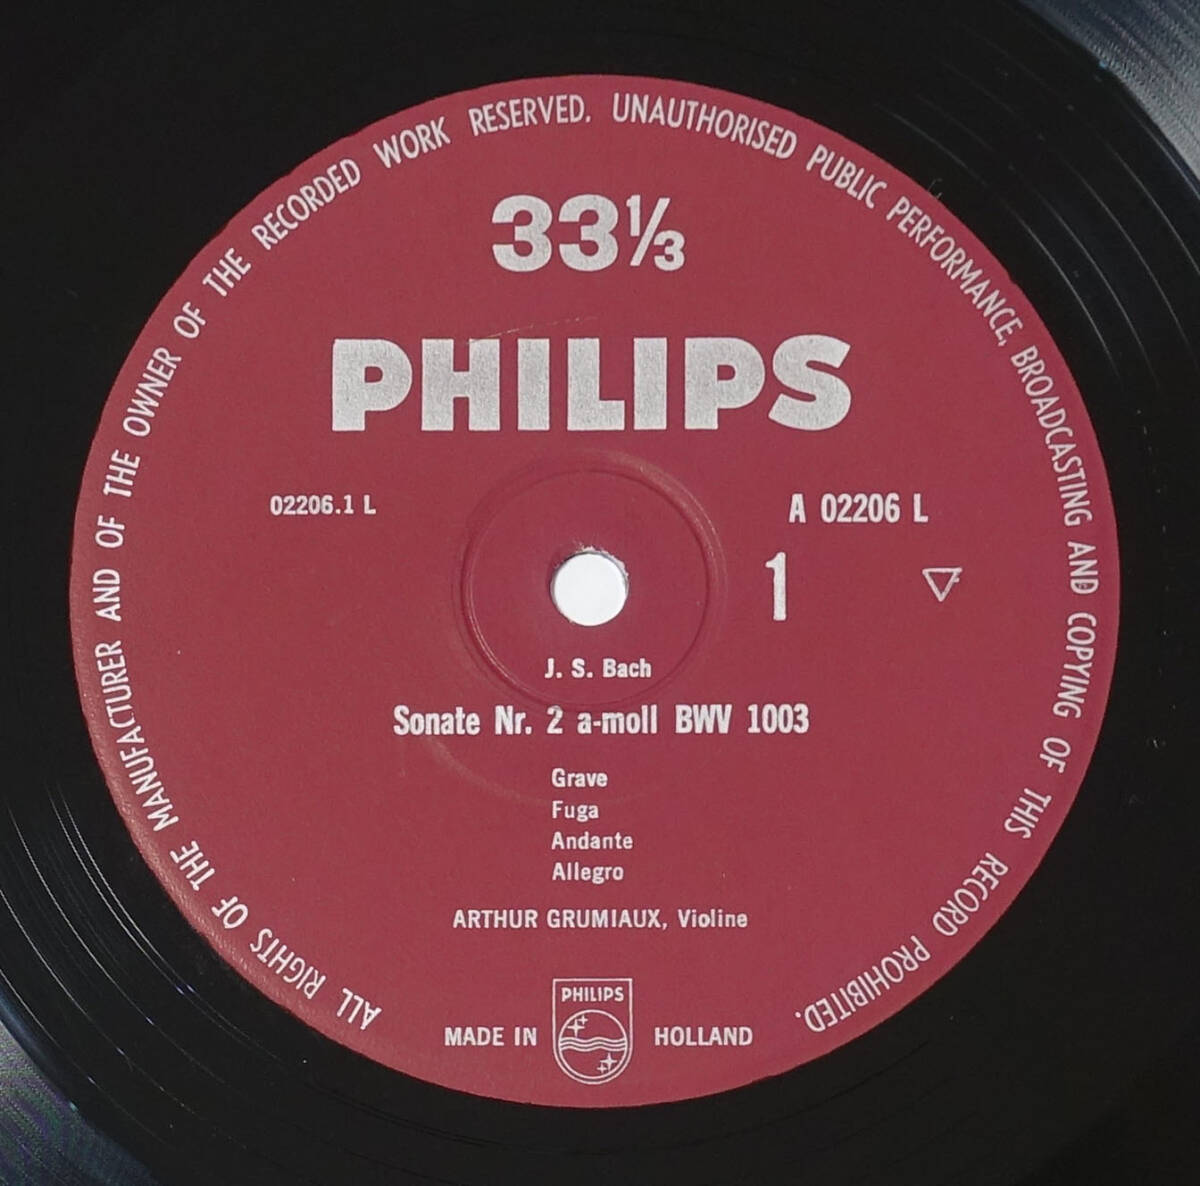 ALL RIGHTS OF THE MANUFACTURER AND OF THE OWNER OF THE RECORDED WORK RESERVED. UNAUTHORISED PUBLIC PERFORMANCE, BROADCASTING AND COPYING OF THIS RECORD PROHIBITED.
33⅓
PHILIPS
02206.1 L
A 02206 L
1
J. S. Bach
Sonate Nr. 2 a-moll BWV 1003
Grave
Fuga
Andante
Allegro
ARTHUR GRUMIAUX, Violine
PHILIPS
MADE IN HOLLAND